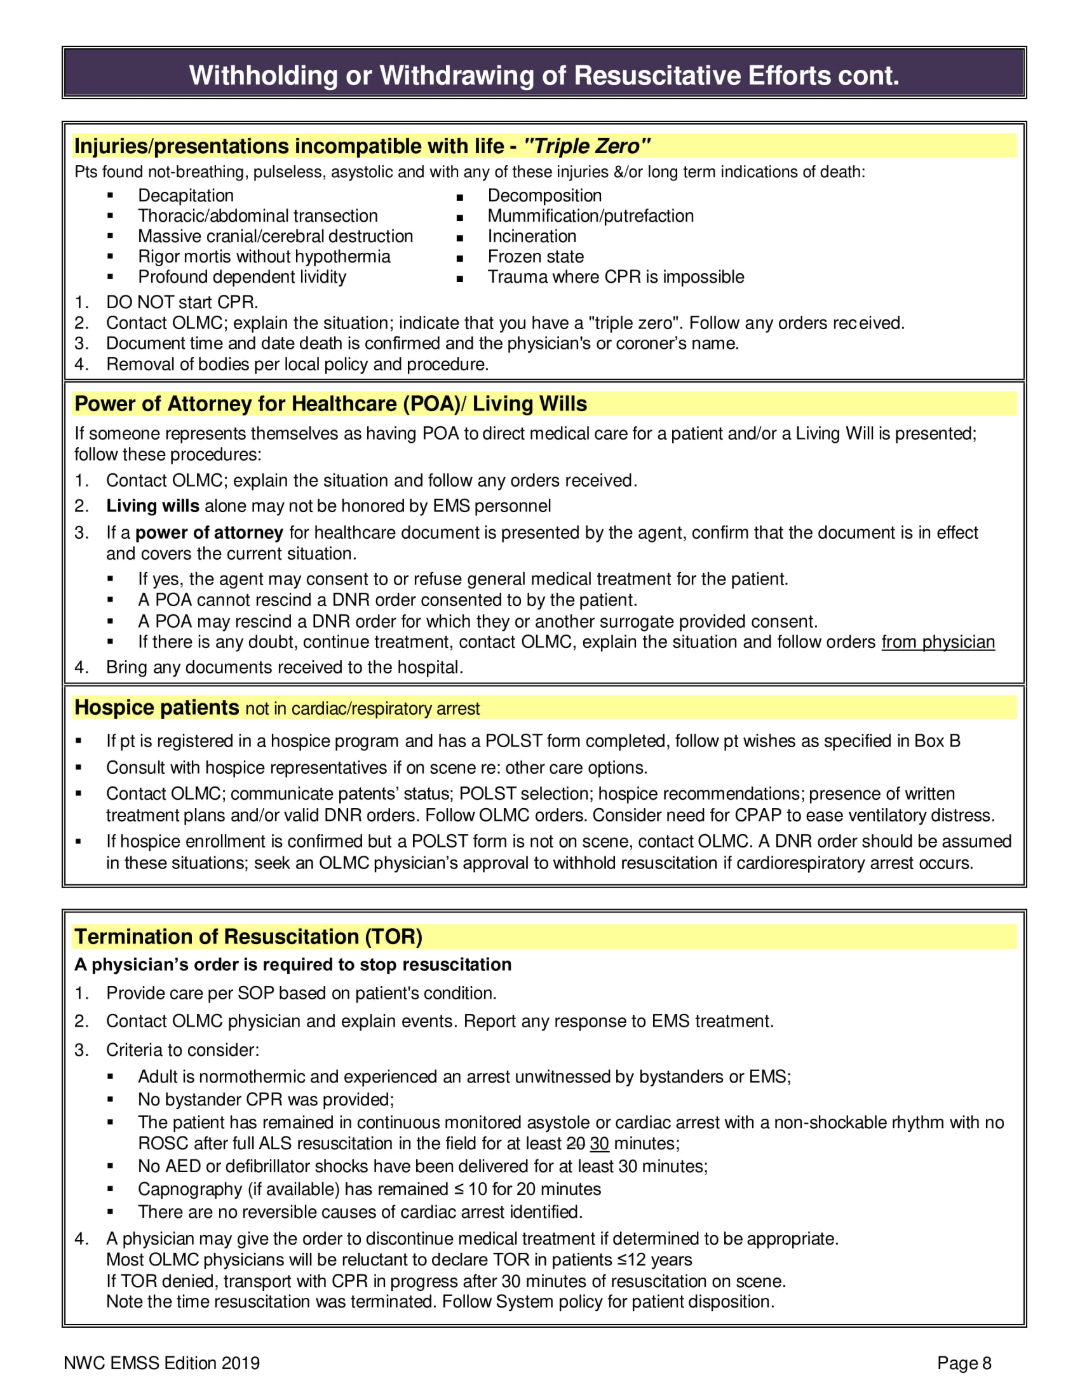 Withholding or Withdrawing of Resuscitative Efforts cont.
Injuries/presentations incompatible with life - "Triple Zero"
Pts found not-breathing, pulseless, asystolic and with any of these injuries &/or long term indications of death:
▪ Decapitation ■ Decomposition
▪ Thoracic/abdominal transection ■ Mummification/putrefaction
▪ Massive cranial/cerebral destruction ■ Incineration
▪ Rigor mortis without hypothermia ■ Frozen state
▪ Profound dependent lividity ■ Trauma where CPR is impossible
1. DO NOT start CPR.
2. Contact OLMC; explain the situation; indicate that you have a "triple zero". Follow any orders received.
3. Document time and date death is confirmed and the physician's or coroner’s name.
4. Removal of bodies per local policy and procedure.
Power of Attorney for Healthcare (POA)/ Living Wills
If someone represents themselves as having POA to direct medical care for a patient and/or a Living Will is presented;
follow these procedures:
1. Contact OLMC; explain the situation and follow any orders received.
2. Living wills alone may not be honored by EMS personnel
3. If a power of attorney for healthcare document is presented by the agent, confirm that the document is in effect
and covers the current situation.
▪ If yes, the agent may consent to or refuse general medical treatment for the patient.
▪ A POA cannot rescind a DNR order consented to by the patient.
▪ A POA may rescind a DNR order for which they or another surrogate provided consent.
▪ If there is any doubt, continue treatment, contact OLMC, explain the situation and follow orders from physician
4. Bring any documents received to the hospital.
Hospice patients not in cardiac/respiratory arrest
▪ If pt is registered in a hospice program and has a POLST form completed, follow pt wishes as specified in Box B
▪ Consult with hospice representatives if on scene re: other care options.
▪ Contact OLMC; communicate patents’ status; POLST selection; hospice recommendations; presence of written
treatment plans and/or valid DNR orders. Follow OLMC orders. Consider need for CPAP to ease ventilatory distress.
▪ If hospice enrollment is confirmed but a POLST form is not on scene, contact OLMC. A DNR order should be assumed
in these situations; seek an OLMC physician’s approval to withhold resuscitation if cardiorespiratory arrest occurs.
Termination of Resuscitation (TOR)
A physician’s order is required to stop resuscitation
1. Provide care per SOP based on patient's condition.
2. Contact OLMC physician and explain events. Report any response to EMS treatment.
3. Criteria to consider:
▪ Adult is normothermic and experienced an arrest unwitnessed by bystanders or EMS;
▪ No bystander CPR was provided;
▪ The patient has remained in continuous monitored asystole or cardiac arrest with a non-shockable rhythm with no
ROSC after full ALS resuscitation in the field for at least 20 30 minutes;
▪ No AED or defibrillator shocks have been delivered for at least 30 minutes;
▪ Capnography (if available) has remained ≤ 10 for 20 minutes
▪ There are no reversible causes of cardiac arrest identified.
4. A physician may give the order to discontinue medical treatment if determined to be appropriate.
Most OLMC physicians will be reluctant to declare TOR in patients ≤12 years
If TOR denied, transport with CPR in progress after 30 minutes of resuscitation on scene.
Note the time resuscitation was terminated. Follow System policy for patient disposition.
NWC EMSS Edition 2019 Page 8